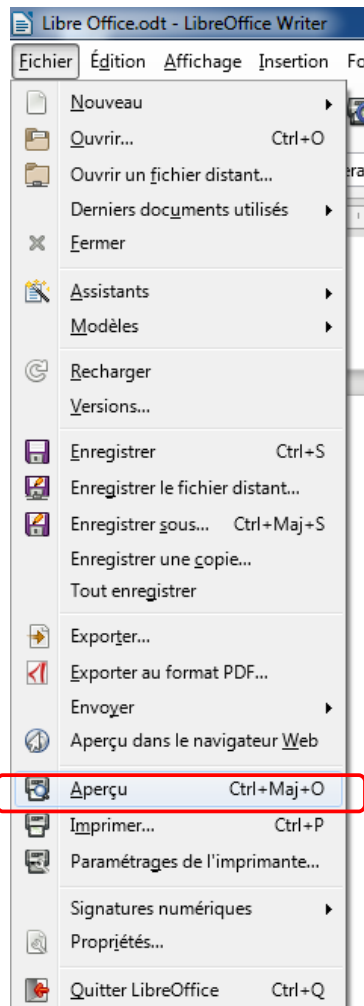 Libre Office.odt - LibreOffice Writer
Fichier Édition Affichage Insertion Fo
Nouveau
Ouvrir... Ctrl+O
Ouvrir un fichier distant...
Derniers documents utilisés
Fermer
Assistants
Modèles
Recharger
Versions...
Enregistrer Ctrl+S
Enregistrer le fichier distant...
Enregistrer sous... Ctrl+Maj+S
Enregistrer une copie...
Tout enregistrer
Exporter...
Exporter au format PDF...
Envoyer
Aperçu dans le navigateur Web
Aperçu Ctrl+Maj+O
Imprimer... Ctrl+P
Paramétrages de l'imprimante...
Signatures numériques
Propriétés...
Quitter LibreOffice Ctrl+Q